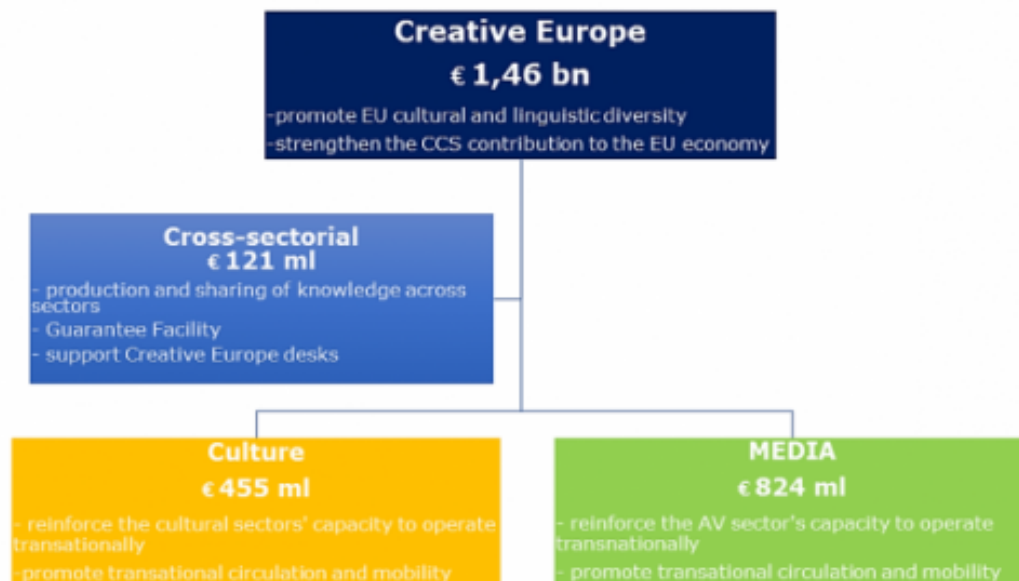 Creative Europe
€ 1,46 bn
-promote EU cultural and linguistic diversity
-strengthen the CCS contribution to the EU economy
Cross-sectorial
€ 121 ml
- production and sharing of knowledge across
sectors
- Guarantee Facility
- support Creative Europe desks
Culture
€ 455 ml
- reinforce the cultural sectors' capacity to operate
transationally
-promote transational circulation and mobility
MEDIA
€ 824 ml
- reinforce the AV sector's capacity to operate
transnationally
- promote transational circulation and mobility